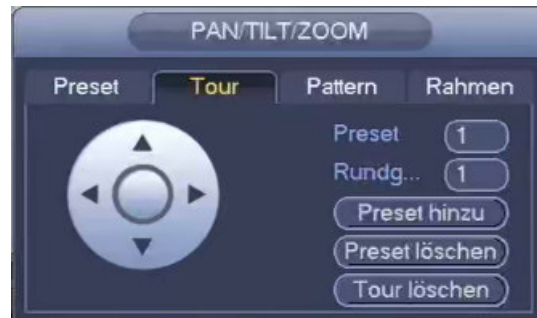 PAN/TILT/ZOOM
Preset Tour Pattern Rahmen
Preset 1
Rundg... 1
Preset hinzu
Preset löschen
Tour löschen